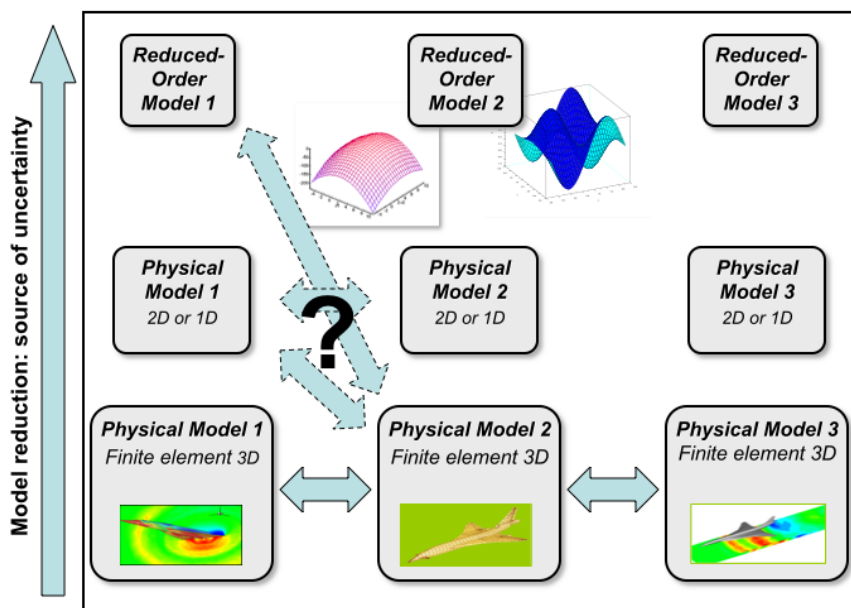 Model reduction: source of uncertainty
Reduced-
Order
Model 1
Reduced-
Order
Model 2
Reduced-
Order
Model 3
Physical
Model 1
2D or 1D
Physical
Model 2
2D or 1D
Physical
Model 3
2D or 1D
?
Physical Model 1
Finite element 3D
Physical Model 2
Finite element 3D
Physical Model 3
Finite element 3D